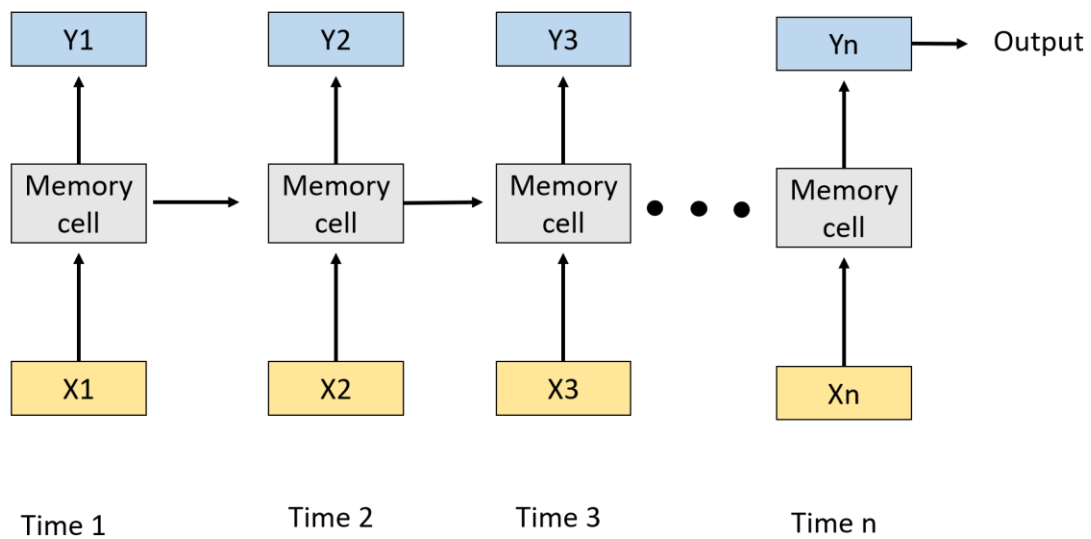 Y1
Y2
Y3
Yn
Output
Memory
cell
Memory
cell
Memory
cell
Memory
cell
X1
X2
X3
Xn
Time 1
Time 2
Time 3
Time n